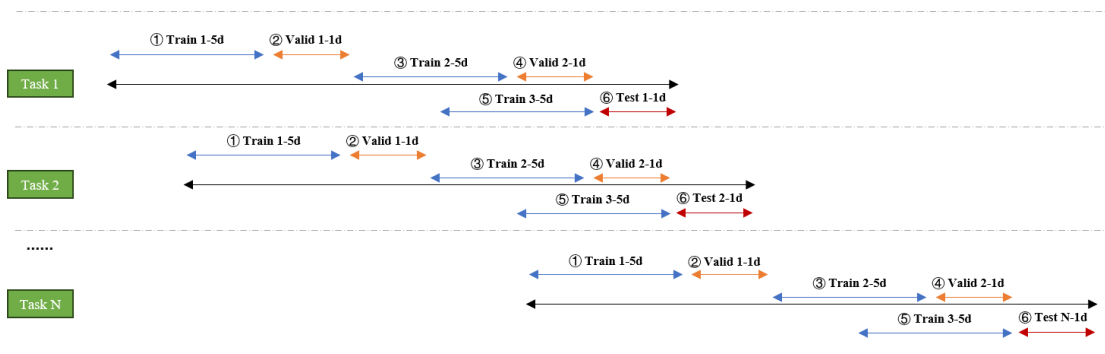 ① Train 1-5d ② Valid 1-1d
③ Train 2-5d ④ Valid 2-1d
Task 1
⑤ Train 3-5d ⑥ Test 1-1d
① Train 1-5d ② Valid 1-1d
③ Train 2-5d ④ Valid 2-1d
Task 2
⑤ Train 3-5d ⑥ Test 2-1d
......
① Train 1-5d ② Valid 1-1d
③ Train 2-5d ④ Valid 2-1d
Task N
⑤ Train 3-5d ⑥ Test N-1d